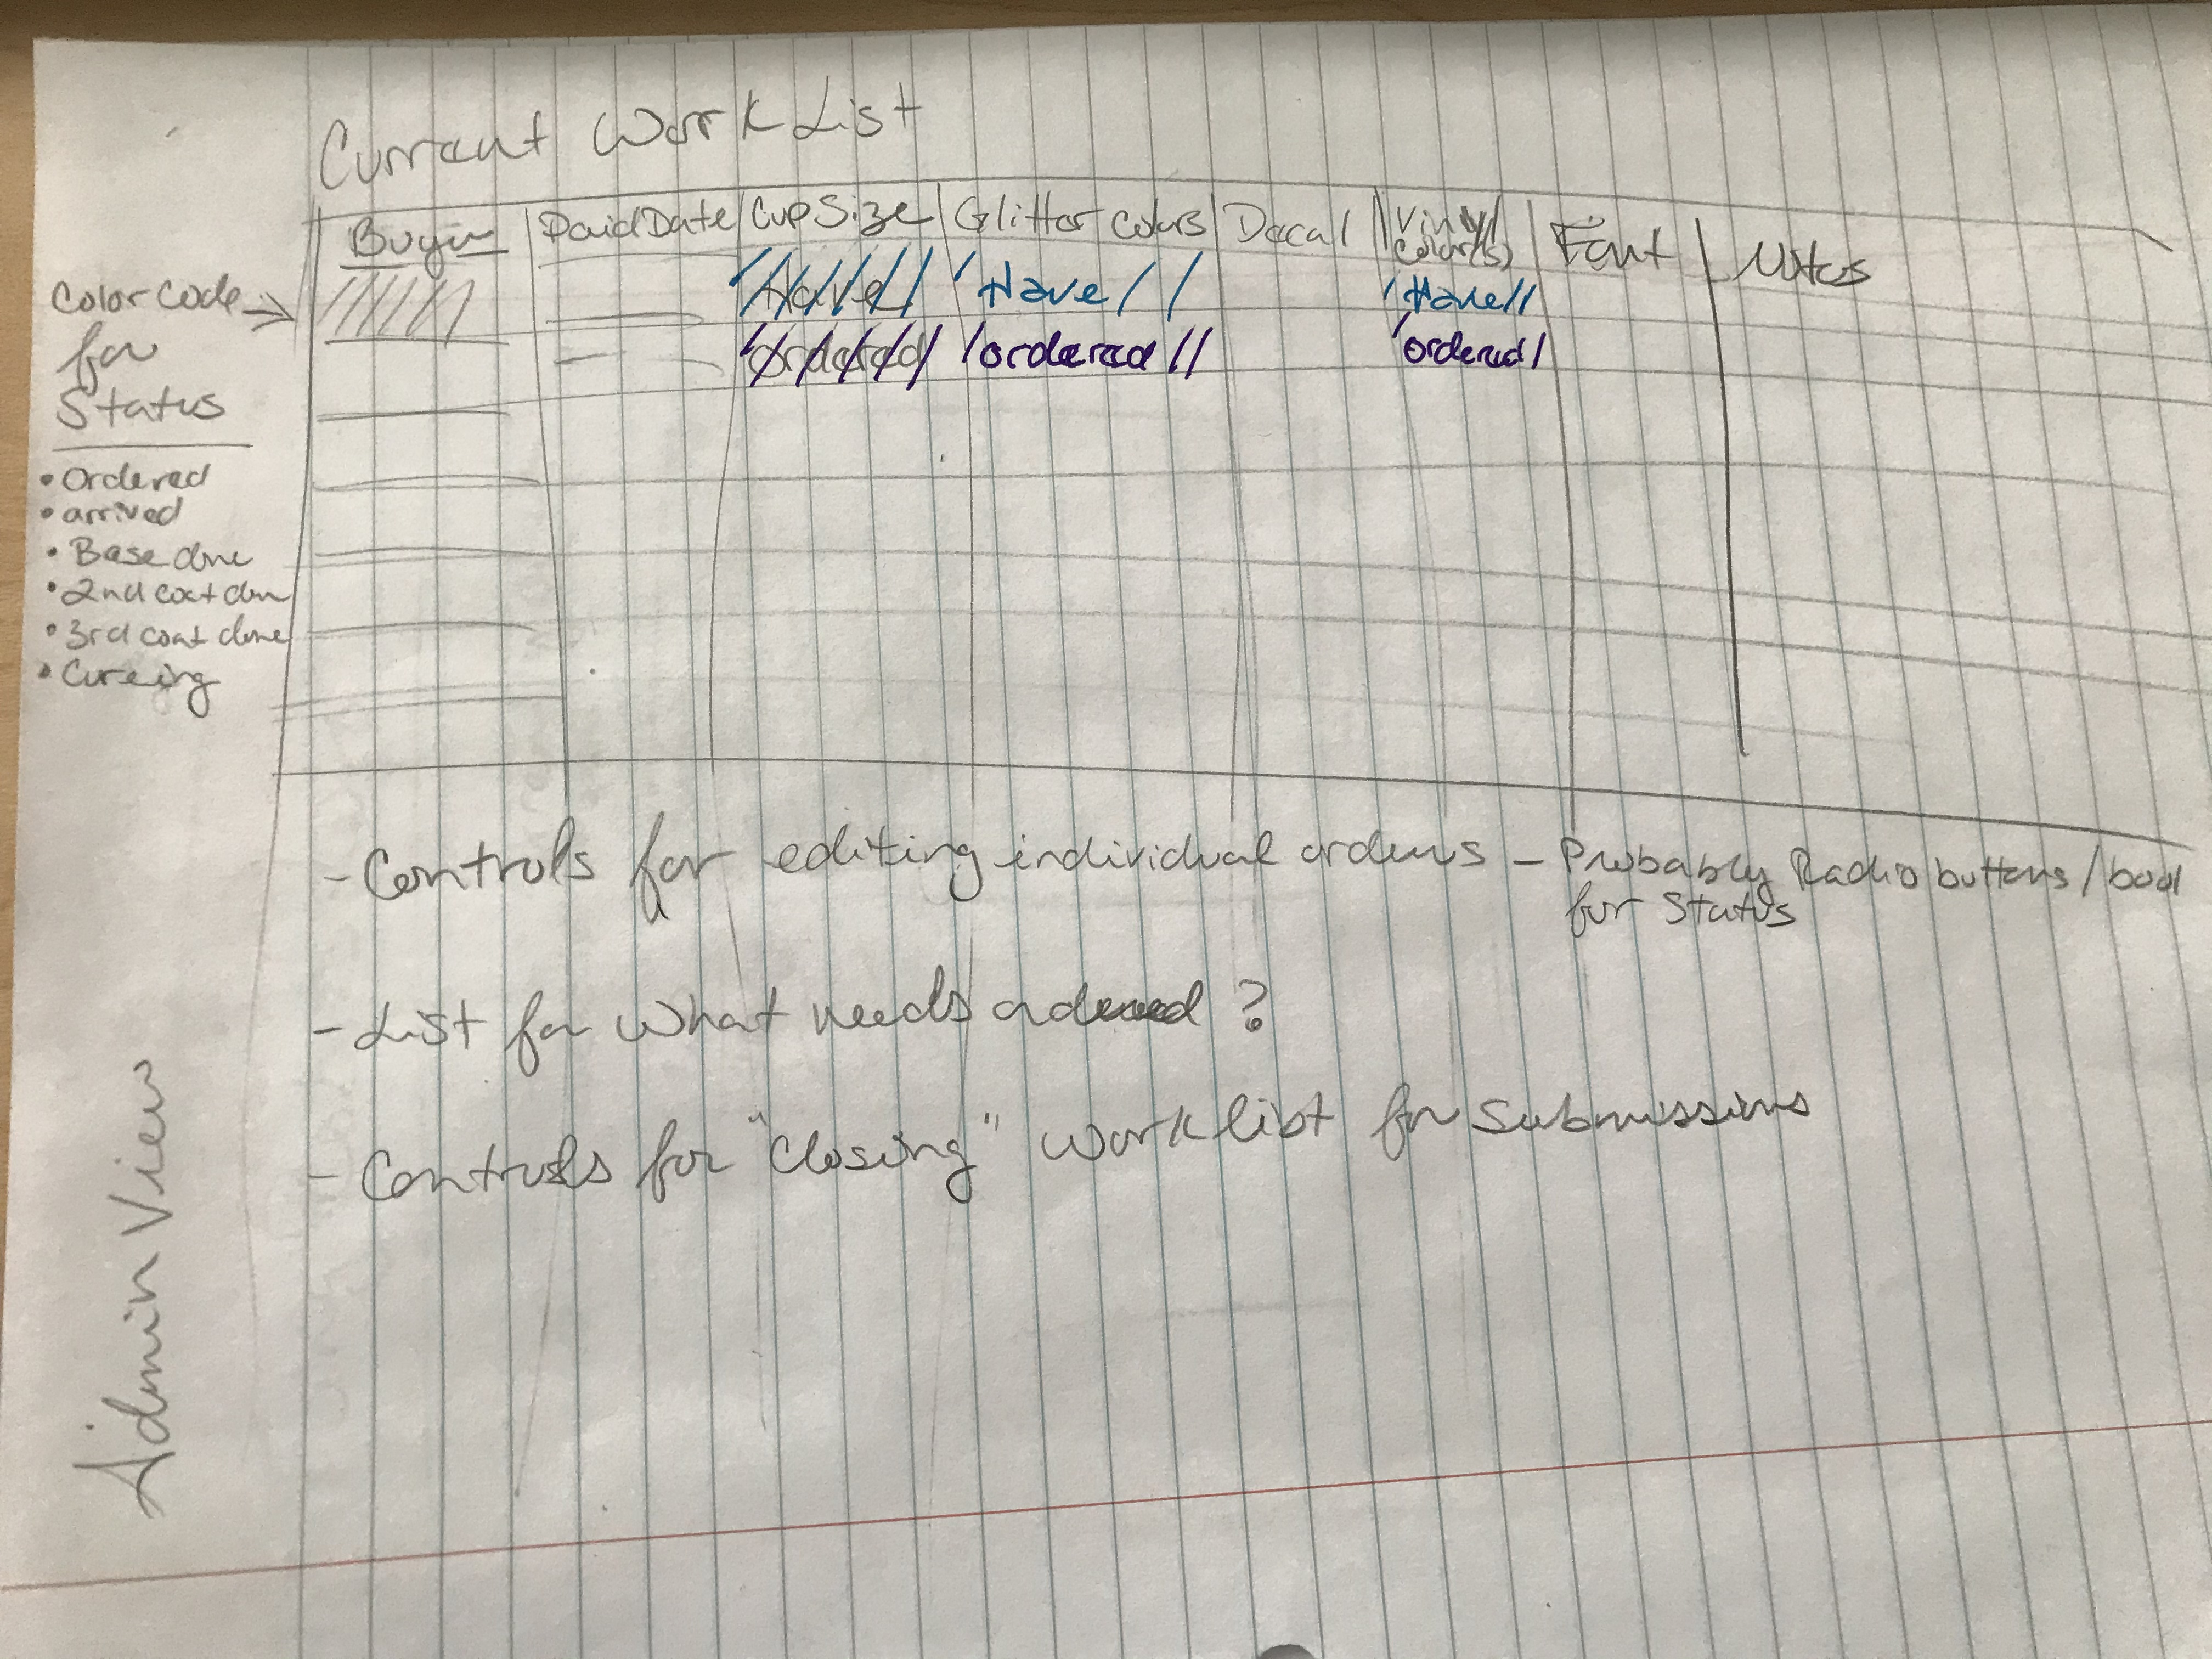 Current Work List
Color code →
for
Status
• Ordered
• arrived
• Base done
• 2nd coat don
• 3rd coat done
• Cureing
Buyer | Paid Date | Cup Size | Glitter Colors | Decal | Vinyl Color(s) | Font | Notes
Have Have Have
Ordered ordered ordered
- Controls for editing individual orders - Probably Radio buttons / bool
for status
- List for what needs ordered ?
- Controls for "closing" work list for submissions
Admin View